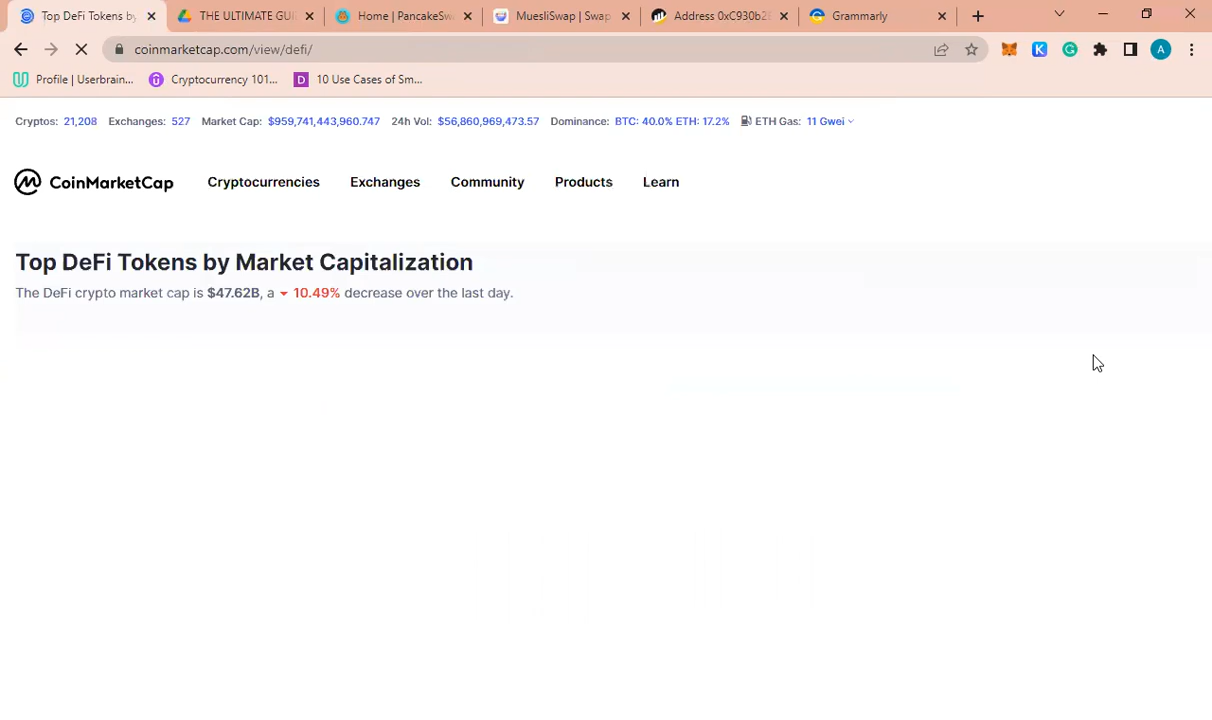 Top DeFi Tokens by
THE ULTIMATE GUI
Home | PancakeSwa
MuesliSwap | Swap
Address 0xC930b2E
Grammarly
coinmarketcap.com/view/defi/
A
Profile | Userbrain...
Cryptocurrency 101...
10 Use Cases of Sm...
Cryptos: 21,208 Exchanges: 527 Market Cap: $959,741,443,960.747 24h Vol: $56,860,969,473.57 Dominance: BTC: 40.0% ETH: 17.2% ETH Gas: 11 Gwei
CoinMarketCap
Cryptocurrencies
Exchanges
Community
Products
Learn
Top DeFi Tokens by Market Capitalization
The DeFi crypto market cap is $47.62B, a 10.49% decrease over the last day.